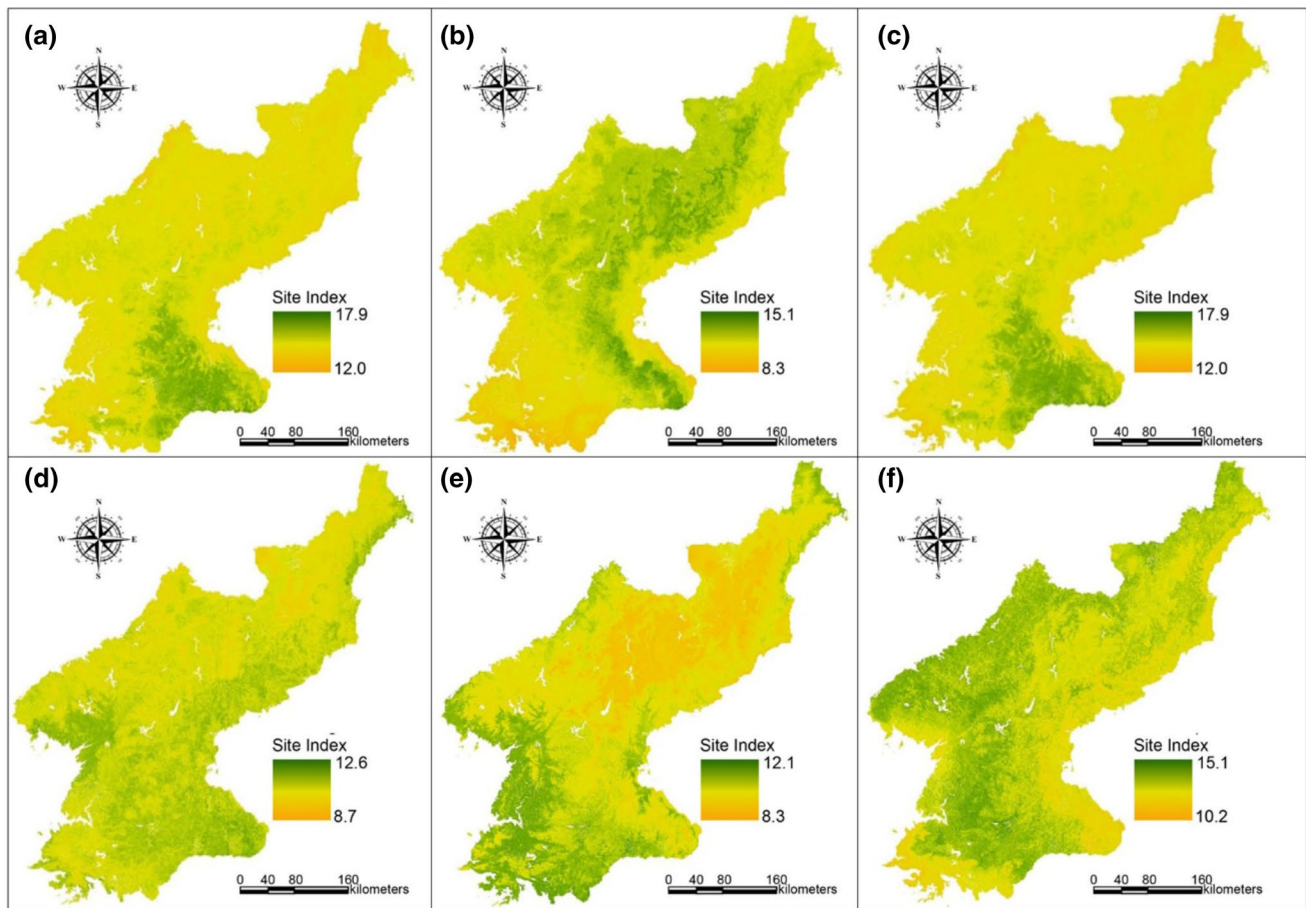 (a)
N
W E
S
Site Index
17.9
12.0
0 40 80 160
kilometers
(b)
N
W E
S
Site Index
15.1
8.3
0 40 80 160
kilometers
(c)
N
W E
S
Site Index
17.9
12.0
0 40 80 160
kilometers
(d)
N
W E
S
Site Index
12.6
8.7
0 40 80 160
kilometers
(e)
N
W E
S
Site Index
12.1
8.3
0 40 80 160
kilometers
(f)
N
W E
S
Site Index
15.1
10.2
0 40 80 160
kilometers